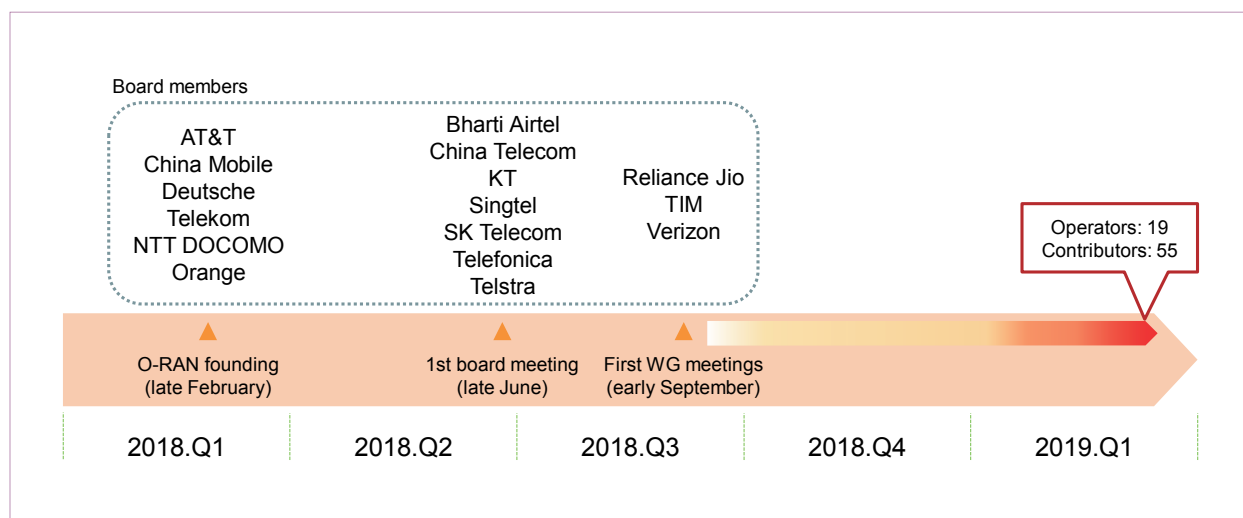 Board members
AT&T
China Mobile
Deutsche
Telekom
NTT DOCOMO
Orange
Bharti Airtel
China Telecom
KT
Singtel
SK Telecom
Telefonica
Telstra
Reliance Jio
TIM
Verizon
Operators: 19
Contributors: 55
O-RAN founding
(late February)
1st board meeting
(late June)
First WG meetings
(early September)
2018.Q1
2018.Q2
2018.Q3
2018.Q4
2019.Q1